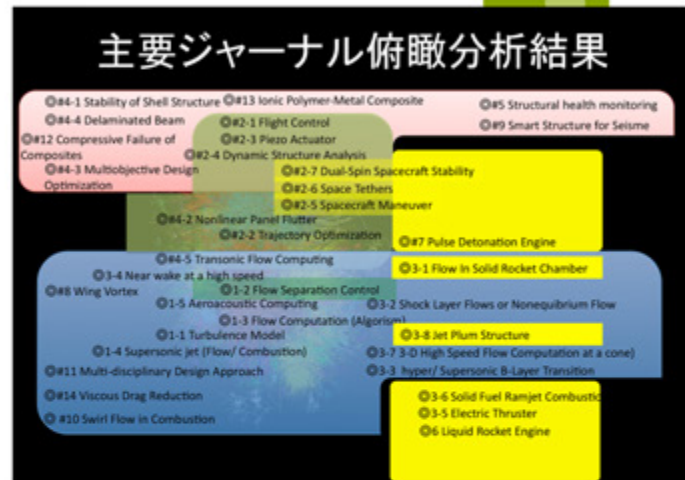 主要ジャーナル俯瞰分析結果
◎#4-1 Stability of Shell Structure
◎#13 Ionic Polymer-Metal Composite
◎#5 Structural health monitoring
◎#4-4 Delaminated Beam
◎#2-1 Flight Control
◎#9 Smart Structure for Seisme
◎#12 Compressive Failure of
Composites
◎#2-3 Piezo Actuator
◎#2-4 Dynamic Structure Analysis
◎#4-3 Multiobjective Design
Optimization
◎#2-7 Dual-Spin Spacecraft Stability
◎#2-6 Space Tethers
◎#2-5 Spacecraft Maneuver
◎#4-2 Nonlinear Panel Flutter
◎#2-2 Trajectory Optimization
◎#7 Pulse Detonation Engine
◎#4-5 Transonic Flow Computing
◎3-4 Near wake at a high speed
◎3-1 Flow In Solid Rocket Chamber
◎#8 Wing Vortex
◎1-2 Flow Separation Control
◎1-5 Aeroacoustic Computing
◎3-2 Shock Layer Flows or Nonequibrium Flow
◎1-3 Flow Computation (Algorism)
◎1-1 Turbulence Model
◎3-8 Jet Plum Structure
◎1-4 Supersonic Jet (Flow/ Combustion)
◎3-7 3-D High Speed Flow Computation at a cone)
◎#11 Multi-disciplinary Design Approach
◎3-3 hyper/ Supersonic B-Layer Transition
◎#14 Viscous Drag Reduction
◎3-6 Solid Fuel Ramjet Combustic
◎3-5 Electric Thruster
◎ #10 Swirl Flow in Combustion
◎6 Liquid Rocket Engine